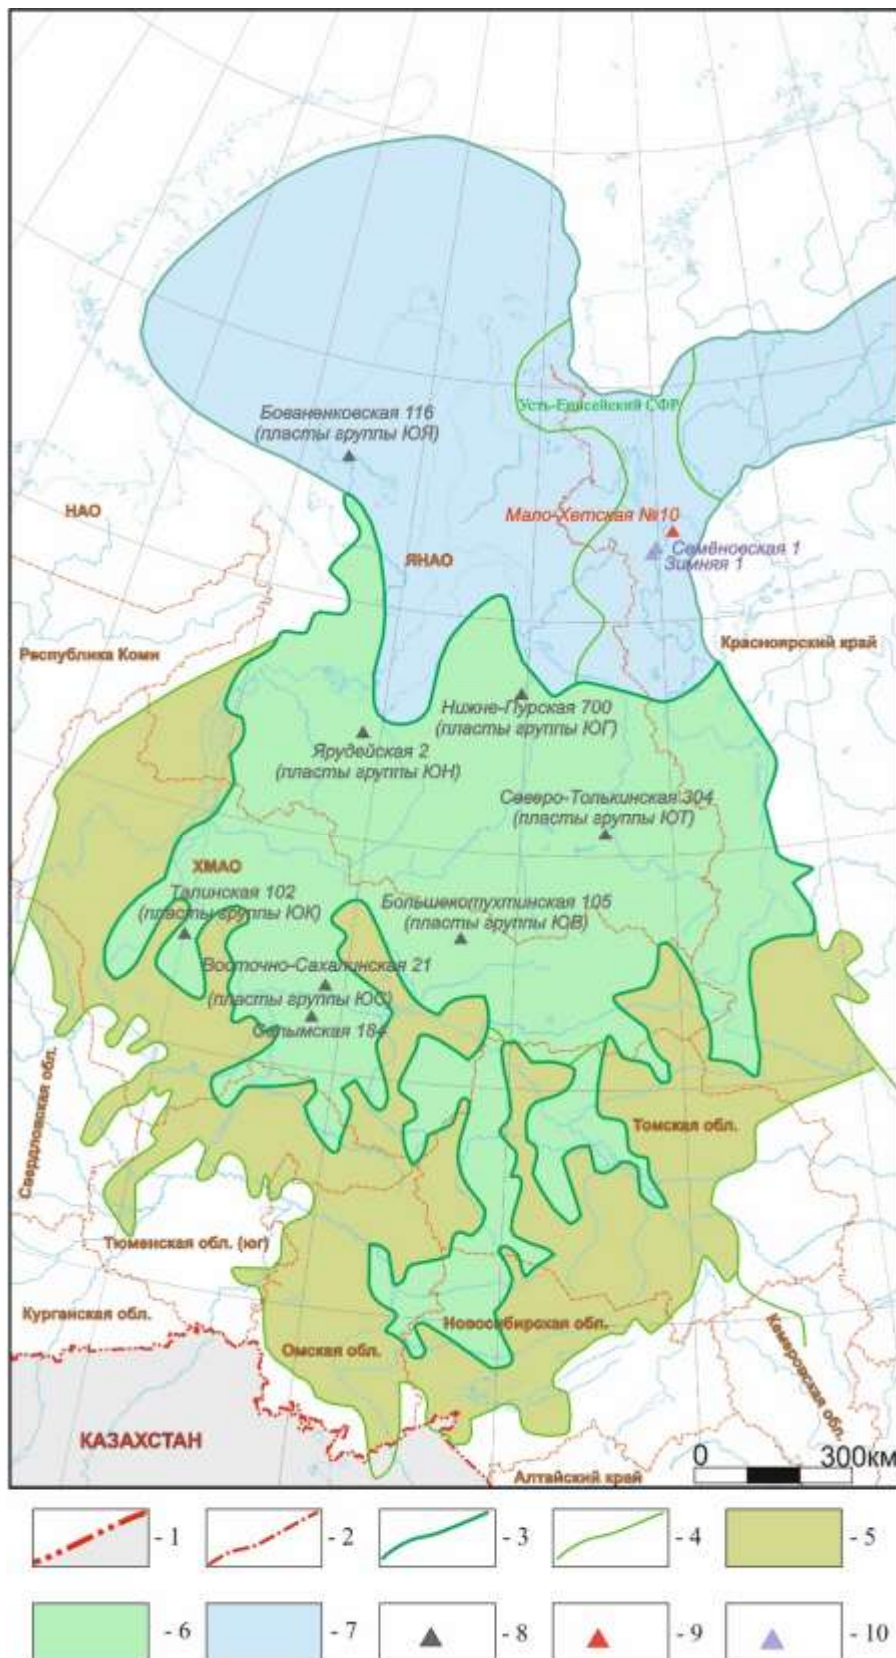 Бованенковская 116
(пласты группы ЮЯ)
Усть-Енисейский СФР
НАО
Мало-Хетская №10
Семёновская 1
Зимняя 1
ЯНАО
Республика Коми
Красноярский край
Нижне-Пурская 700
(пласты группы ЮГ)
Ярудейская 2
(пласты группы ЮН)
Северо-Толькинская 304
(пласты группы ЮТ)
ХМАО
Талинская 102
(пласты группы ЮК)
Большекотухтинская 105
(пласты группы ЮВ)
Восточно-Сахалинская 21
(пласты группы ЮС)
Салымская 184
Свердловская обл.
Томская обл.
Тюменская обл. (юг)
Курганская обл.
Новосибирская обл.
Омская обл.
Кемеровская обл.
КАЗАХСТАН
0 300км
Алтайский край
- 1 - 2 - 3 - 4 - 5
- 6 - 7 - 8 - 9 - 10